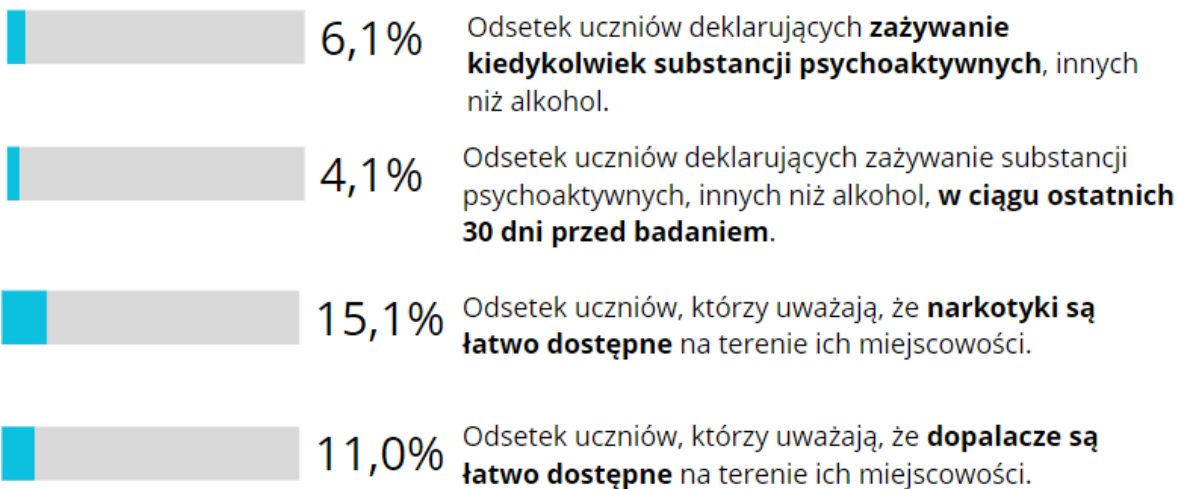 6,1%
Odsetek uczniów deklarujących zażywanie
kiedykolwiek substancji psychoaktywnych, innych
niż alkohol.
4,1%
Odsetek uczniów deklarujących zażywanie substancji
psychoaktywnych, innych niż alkohol, w ciągu ostatnich
30 dni przed badaniem.
15,1%
Odsetek uczniów, którzy uważają, że narkotyki są
łatwo dostępne na terenie ich miejscowości.
11,0%
Odsetek uczniów, którzy uważają, że dopalacze są
łatwo dostępne na terenie ich miejscowości.